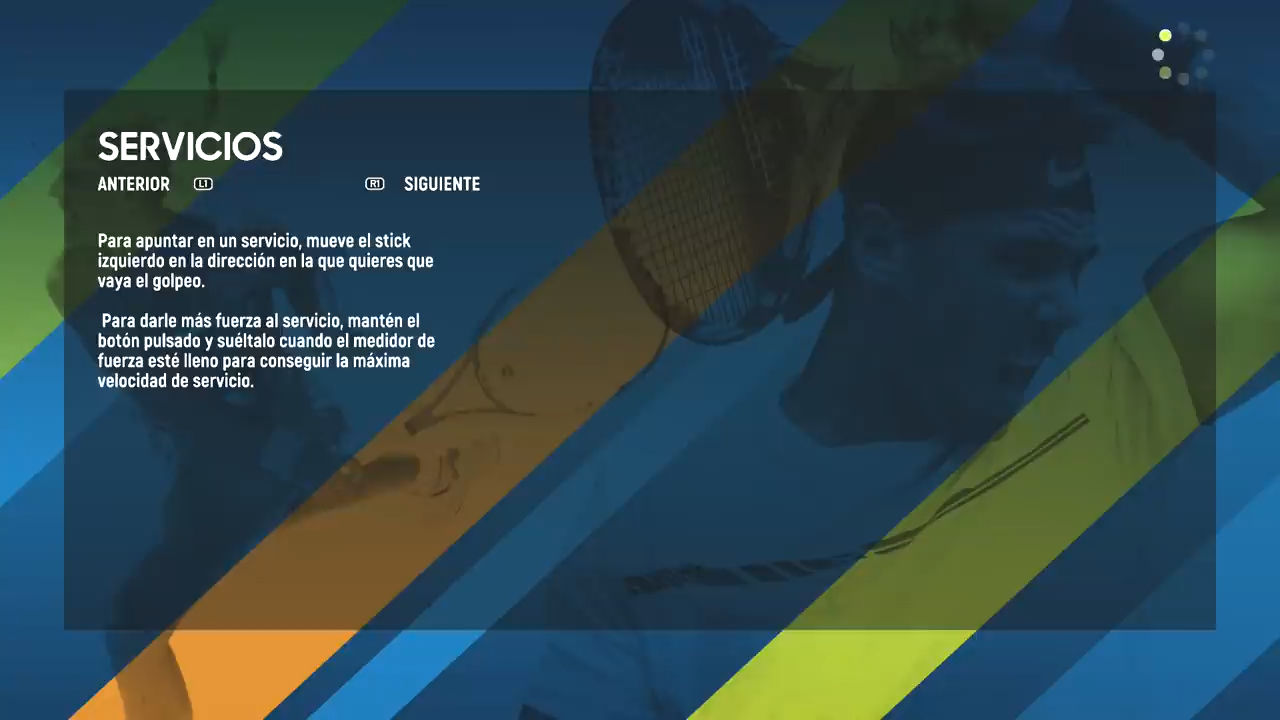 SERVICIOS
ANTERIOR L1 R1 SIGUIENTE
Para apuntar en un servicio, mueve el stick
izquierdo en la dirección en la que quieres que
vaya el golpeo.
Para darle más fuerza al servicio, mantén el
botón pulsado y suéltalo cuando el medidor de
fuerza esté lleno para conseguir la máxima
velocidad de servicio.